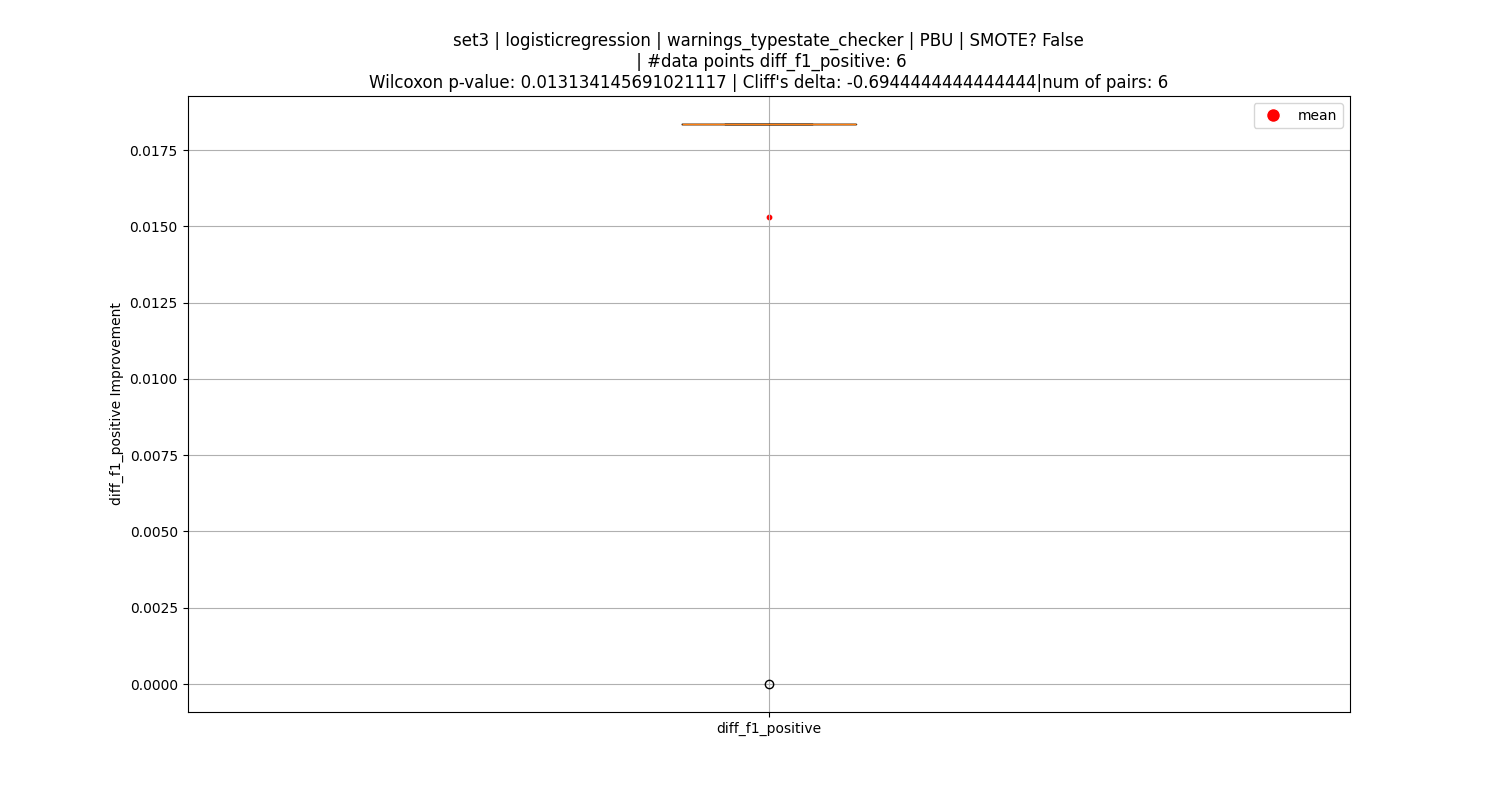 set3 | logisticregression | warnings_typestate_checker | PBU | SMOTE? False
| #data points diff_f1_positive: 6
Wilcoxon p-value: 0.013134145691021117 | Cliff's delta: -0.6944444444444444|num of pairs: 6
mean
0.0175
0.0150
0.0125
0.0100
0.0075
0.0050
0.0025
0.0000
diff_f1_positive Improvement
diff_f1_positive